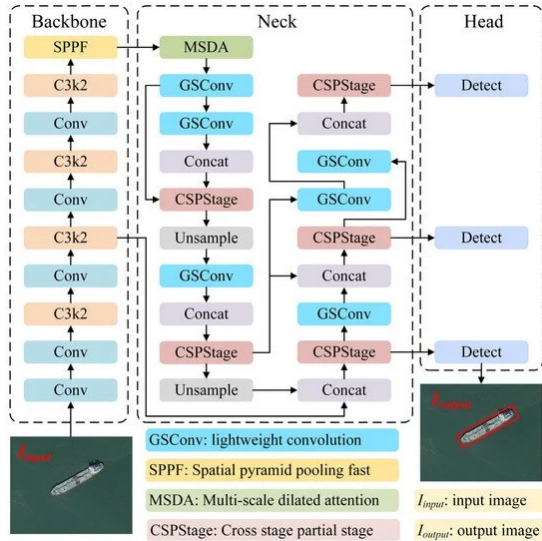 Backbone
Neck
Head
SPPF
C3k2
Conv
C3k2
Conv
C3k2
Conv
C3k2
Conv
Conv
MSDA
GSConv
GSConv
Concat
CSPStage
Unsample
GSConv
Concat
CSPStage
Unsample
CSPStage
Concat
GSConv
GSConv
CSPStage
Concat
GSConv
CSPStage
Concat
Detect
Detect
Detect
Iinput
Ioutput
GSConv: lightweight convolution
SPPF: Spatial pyramid pooling fast
MSDA: Multi-scale dilated attention
CSPStage: Cross stage partial stage
Iinput: input image
Ioutput: output image